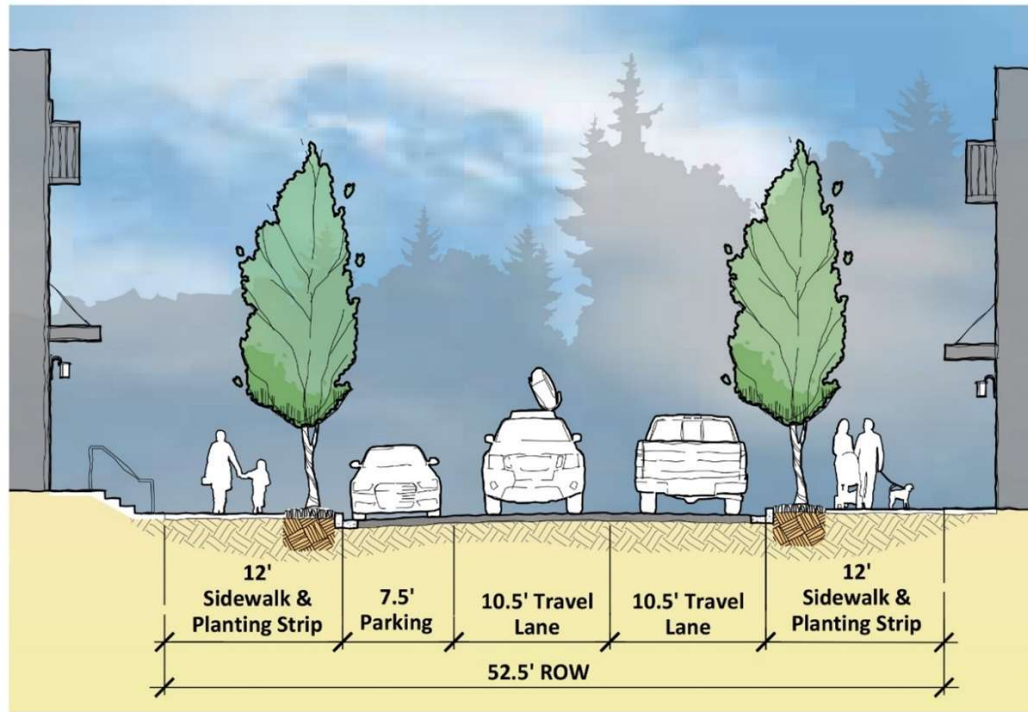 12'
Sidewalk &
Planting Strip
7.5'
Parking
10.5' Travel
Lane
10.5' Travel
Lane
12'
Sidewalk &
Planting Strip
52.5' ROW